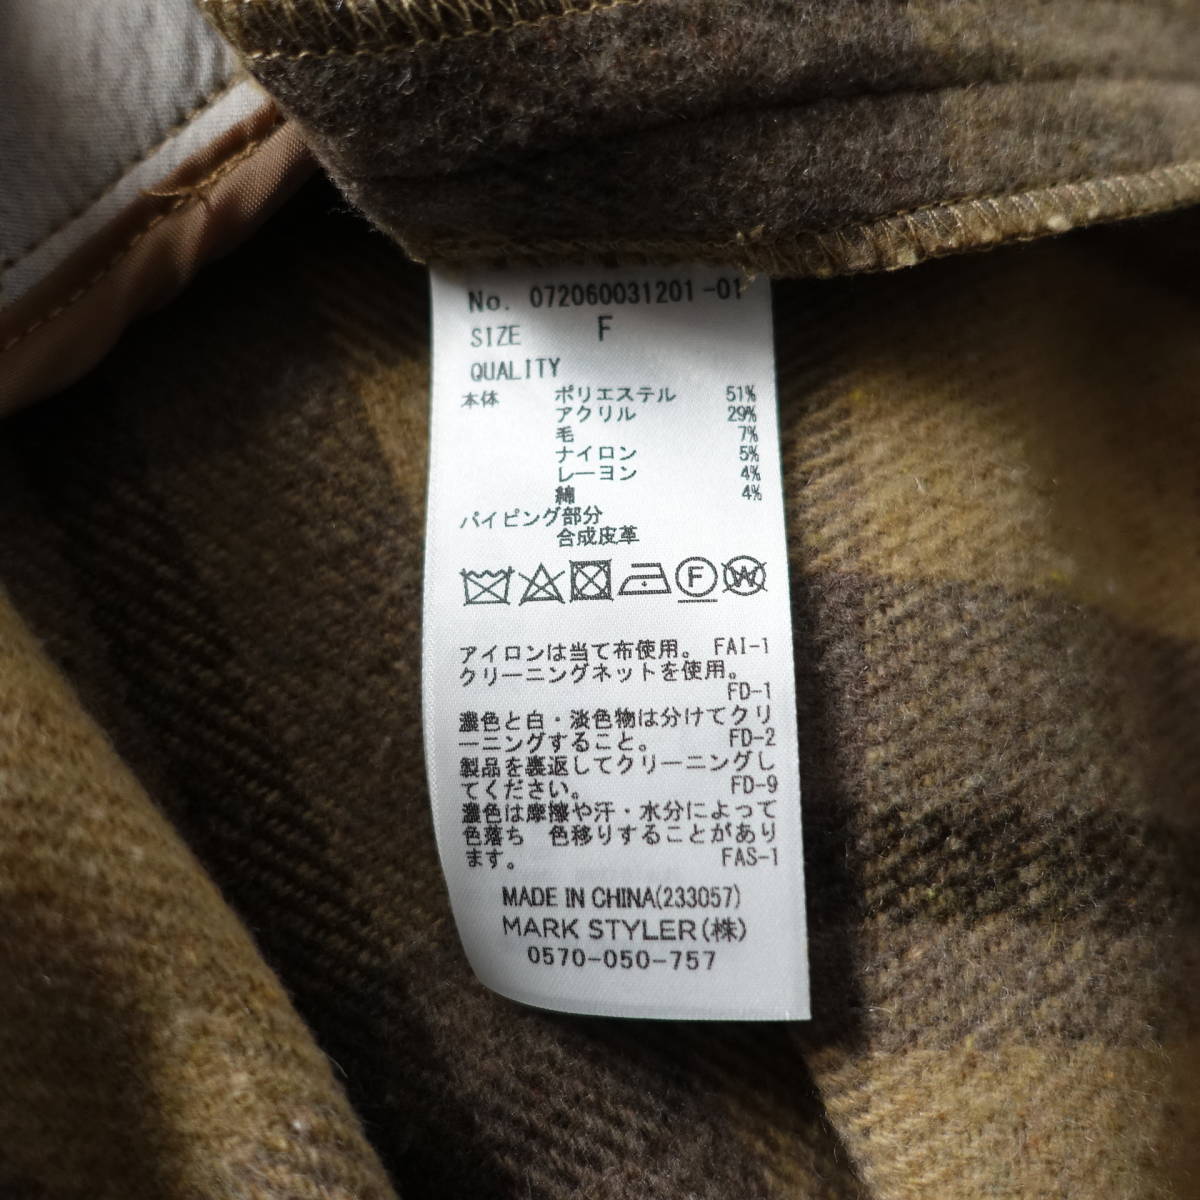 No. 072060031201-01
SIZE F
QUALITY
本体 ポリエステル 51%
アクリル 29%
毛 7%
ナイロン 5%
レーヨン 4%
綿 4%
パイピング部分
合成皮革
F W
アイロンは当て布使用。 FAI-1
クリーニングネットを使用。
FD-1
濃色と白・淡色物は分けてクリ
ーニングすること。 FD-2
製品を裏返してクリーニングし
てください。 FD-9
濃色は摩擦や汗・水分によって
色落ち 色移りすることがあり
ます。 FAS-1
MADE IN CHINA(233057)
MARK STYLER(株)
0570-050-757